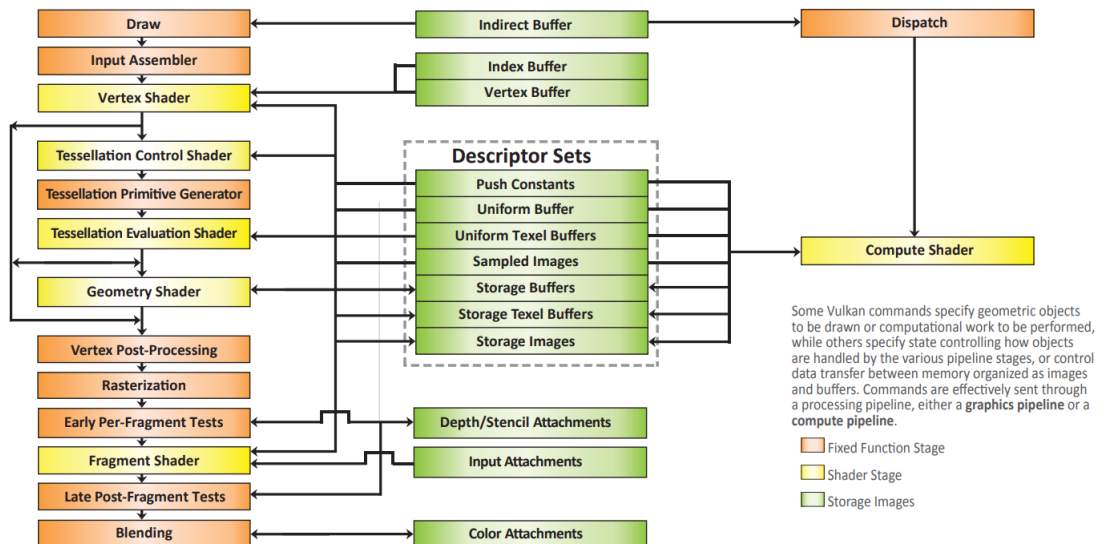 Draw
Indirect Buffer
Dispatch
Input Assembler
Index Buffer
Vertex Shader
Vertex Buffer
Descriptor Sets
Tessellation Control Shader
Push Constants
Tessellation Primitive Generator
Uniform Buffer
Tessellation Evaluation Shader
Uniform Texel Buffers
Sampled Images
Compute Shader
Geometry Shader
Storage Buffers
Storage Texel Buffers
Storage Images
Vertex Post-Processing
Rasterization
Early Per-Fragment Tests
Depth/Stencil Attachments
Fragment Shader
Input Attachments
Late Post-Fragment Tests
Blending
Color Attachments
Some Vulkan commands specify geometric objects
to be drawn or computational work to be performed,
while others specify state controlling how objects
are handled by the various pipeline stages, or control
data transfer between memory organized as images
and buffers. Commands are effectively sent through
a processing pipeline, either a graphics pipeline or a
compute pipeline.
Fixed Function Stage
Shader Stage
Storage Images